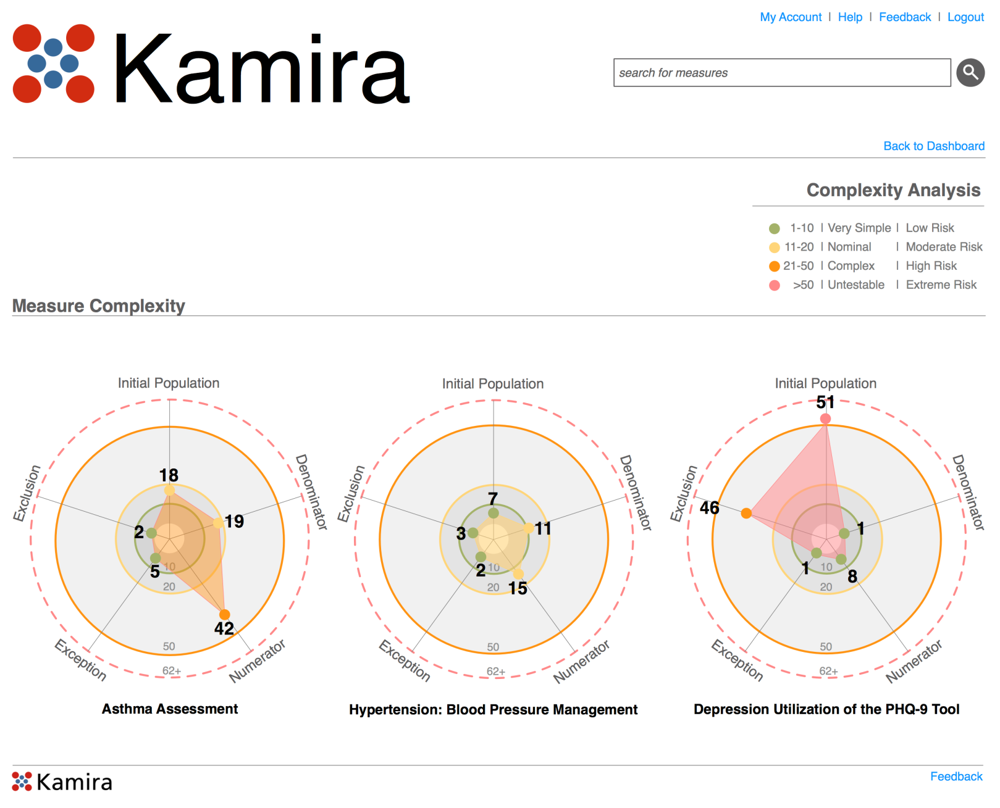 My Account | Help | Feedback | Logout
Kamira
search for measures
Back to Dashboard
Complexity Analysis
1-10 | Very Simple | Low Risk
11-20 | Nominal | Moderate Risk
21-50 | Complex | High Risk
>50 | Untestable | Extreme Risk
Measure Complexity
Initial Population
Denominator
Numerator
Exception
Exclusion
18
19
42
5
2
10
20
50
62+
Asthma Assessment
Initial Population
Denominator
Numerator
Exception
Exclusion
7
11
15
2
3
10
20
50
62+
Hypertension: Blood Pressure Management
Initial Population
Denominator
Numerator
Exception
Exclusion
51
1
8
1
46
10
20
50
62+
Depression Utilization of the PHQ-9 Tool
Kamira
Feedback